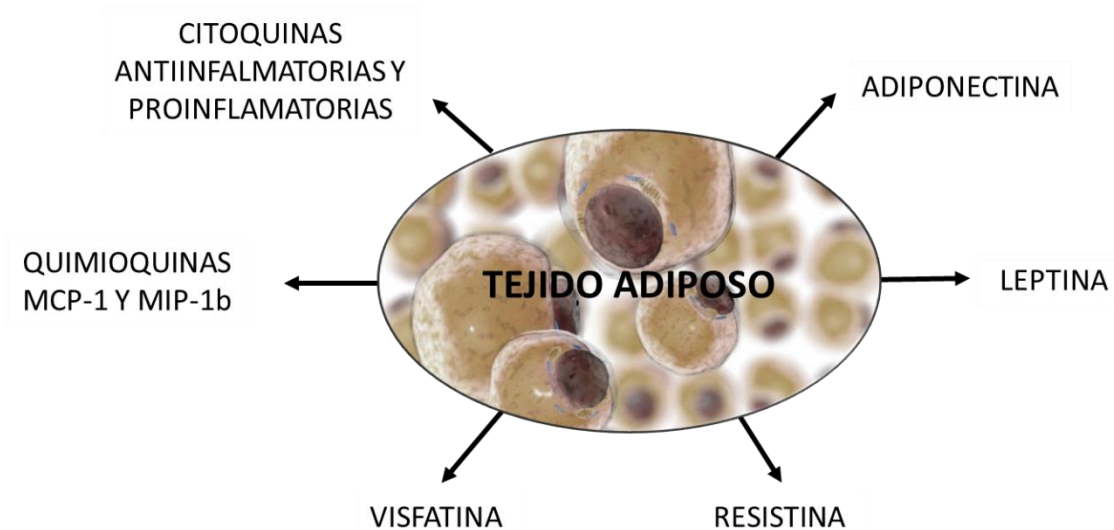 CITOQUINAS
ANTIINFALMATORIAS Y
PROINFLAMATORIAS
ADIPONECTINA
QUIMIOQUINAS
MCP-1 Y MIP-1b
TEJIDO ADIPOSO
LEPTINA
VISFATINA
RESISTINA